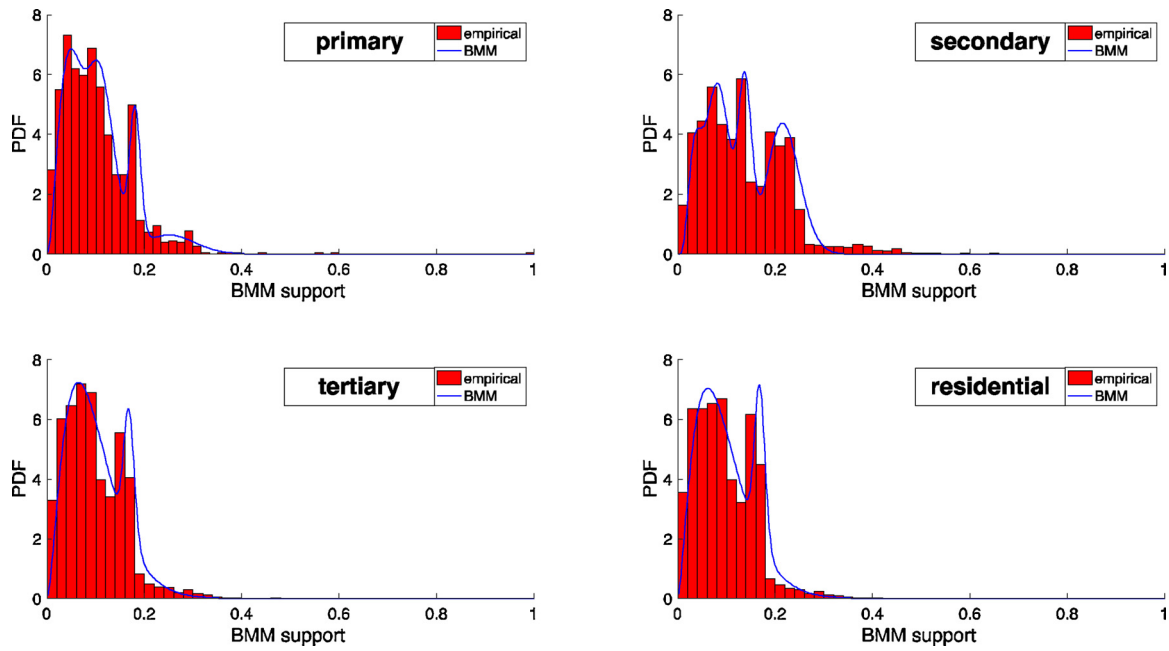 8
6
4
2
0
PDF
primary
empirical
BMM
0 0.2 0.4 0.6 0.8 1
BMM support
8
6
4
2
0
PDF
secondary
empirical
BMM
0 0.2 0.4 0.6 0.8 1
BMM support
8
6
4
2
0
PDF
tertiary
empirical
BMM
0 0.2 0.4 0.6 0.8 1
BMM support
8
6
4
2
0
PDF
residential
empirical
BMM
0 0.2 0.4 0.6 0.8 1
BMM support